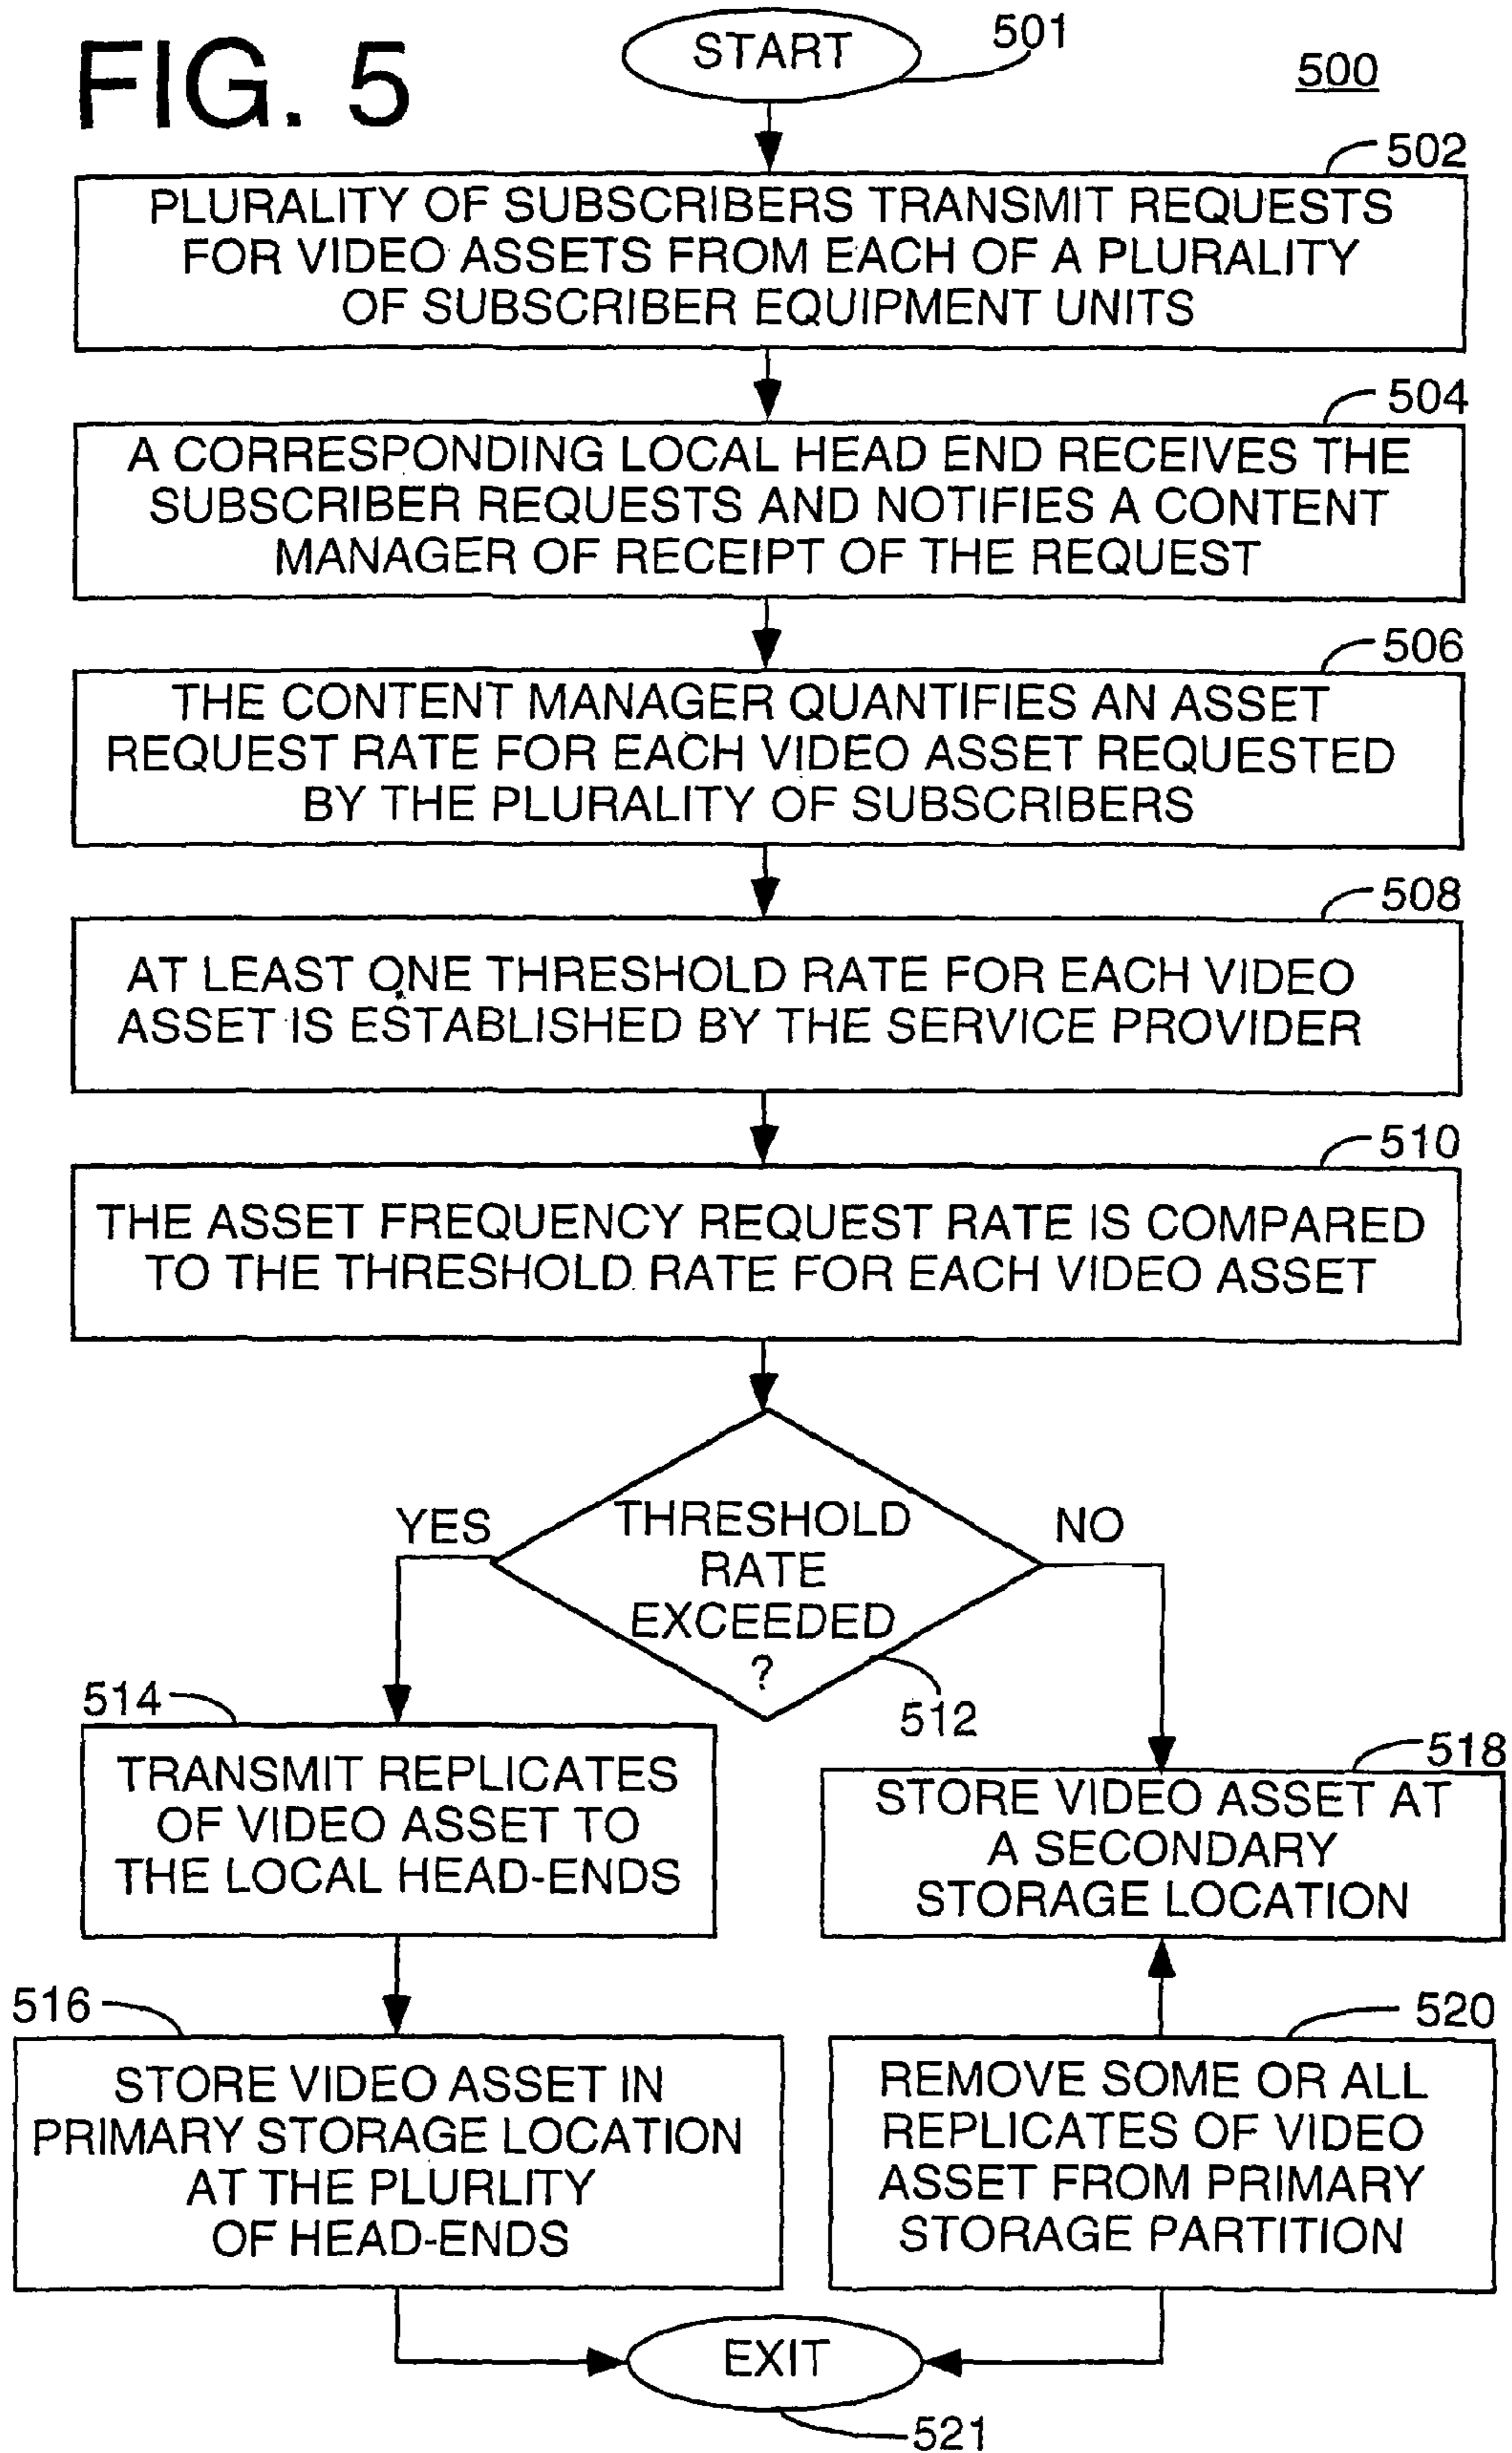 FIG. 5
START
501
500
502
PLURALITY OF SUBSCRIBERS TRANSMIT REQUESTS
FOR VIDEO ASSETS FROM EACH OF A PLURALITY
OF SUBSCRIBER EQUIPMENT UNITS
504
A CORRESPONDING LOCAL HEAD END RECEIVES THE
SUBSCRIBER REQUESTS AND NOTIFIES A CONTENT
MANAGER OF RECEIPT OF THE REQUEST
506
THE CONTENT MANAGER QUANTIFIES AN ASSET
REQUEST RATE FOR EACH VIDEO ASSET REQUESTED
BY THE PLURALITY OF SUBSCRIBERS
508
AT LEAST ONE THRESHOLD RATE FOR EACH VIDEO
ASSET IS ESTABLISHED BY THE SERVICE PROVIDER
510
THE ASSET FREQUENCY REQUEST RATE IS COMPARED
TO THE THRESHOLD RATE FOR EACH VIDEO ASSET
YES
THRESHOLD
RATE
EXCEEDED
?
NO
512
514
TRANSMIT REPLICATES
OF VIDEO ASSET TO
THE LOCAL HEAD-ENDS
518
STORE VIDEO ASSET AT
A SECONDARY
STORAGE LOCATION
516
STORE VIDEO ASSET IN
PRIMARY STORAGE LOCATION
AT THE PLURLITY
OF HEAD-ENDS
520
REMOVE SOME OR ALL
REPLICATES OF VIDEO
ASSET FROM PRIMARY
STORAGE PARTITION
EXIT
521